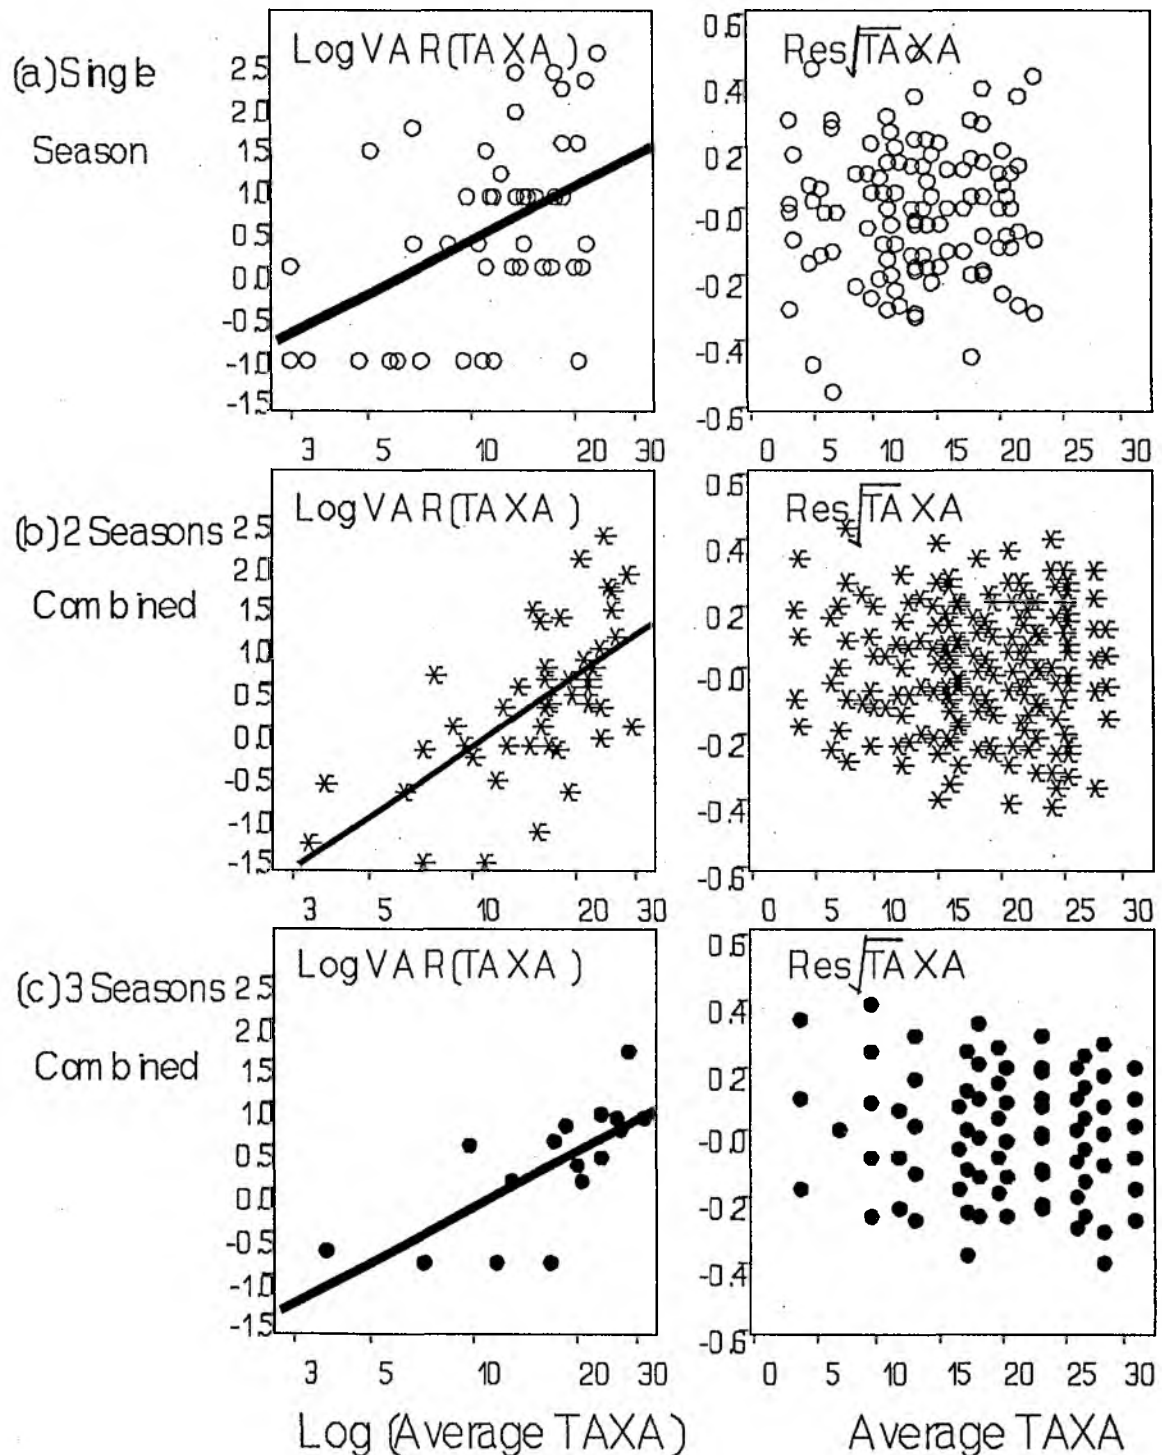 (a) Single Season
Log VAR(TAXA)
2.5
2.0
1.5
1.0
0.5
0.0
-0.5
-1.0
-1.5
3 5 10 20 30
Res √TAXA
0.6
0.4
0.2
-0.0
-0.2
-0.4
-0.6
0 5 10 15 20 25 30
(b) 2 Seasons Combined
Log VAR(TAXA)
2.5
2.0
1.5
1.0
0.5
0.0
-0.5
-1.0
-1.5
3 5 10 20 30
Res √TAXA
0.6
0.4
0.2
-0.0
-0.2
-0.4
-0.6
0 5 10 15 20 25 30
(c) 3 Seasons Combined
Log VAR(TAXA)
2.5
2.0
1.5
1.0
0.5
0.0
-0.5
-1.0
-1.5
3 5 10 20 30
Log (Average TAXA)
Res √TAXA
0.6
0.4
0.2
-0.0
-0.2
-0.4
-0.6
0 5 10 15 20 25 30
Average TAXA